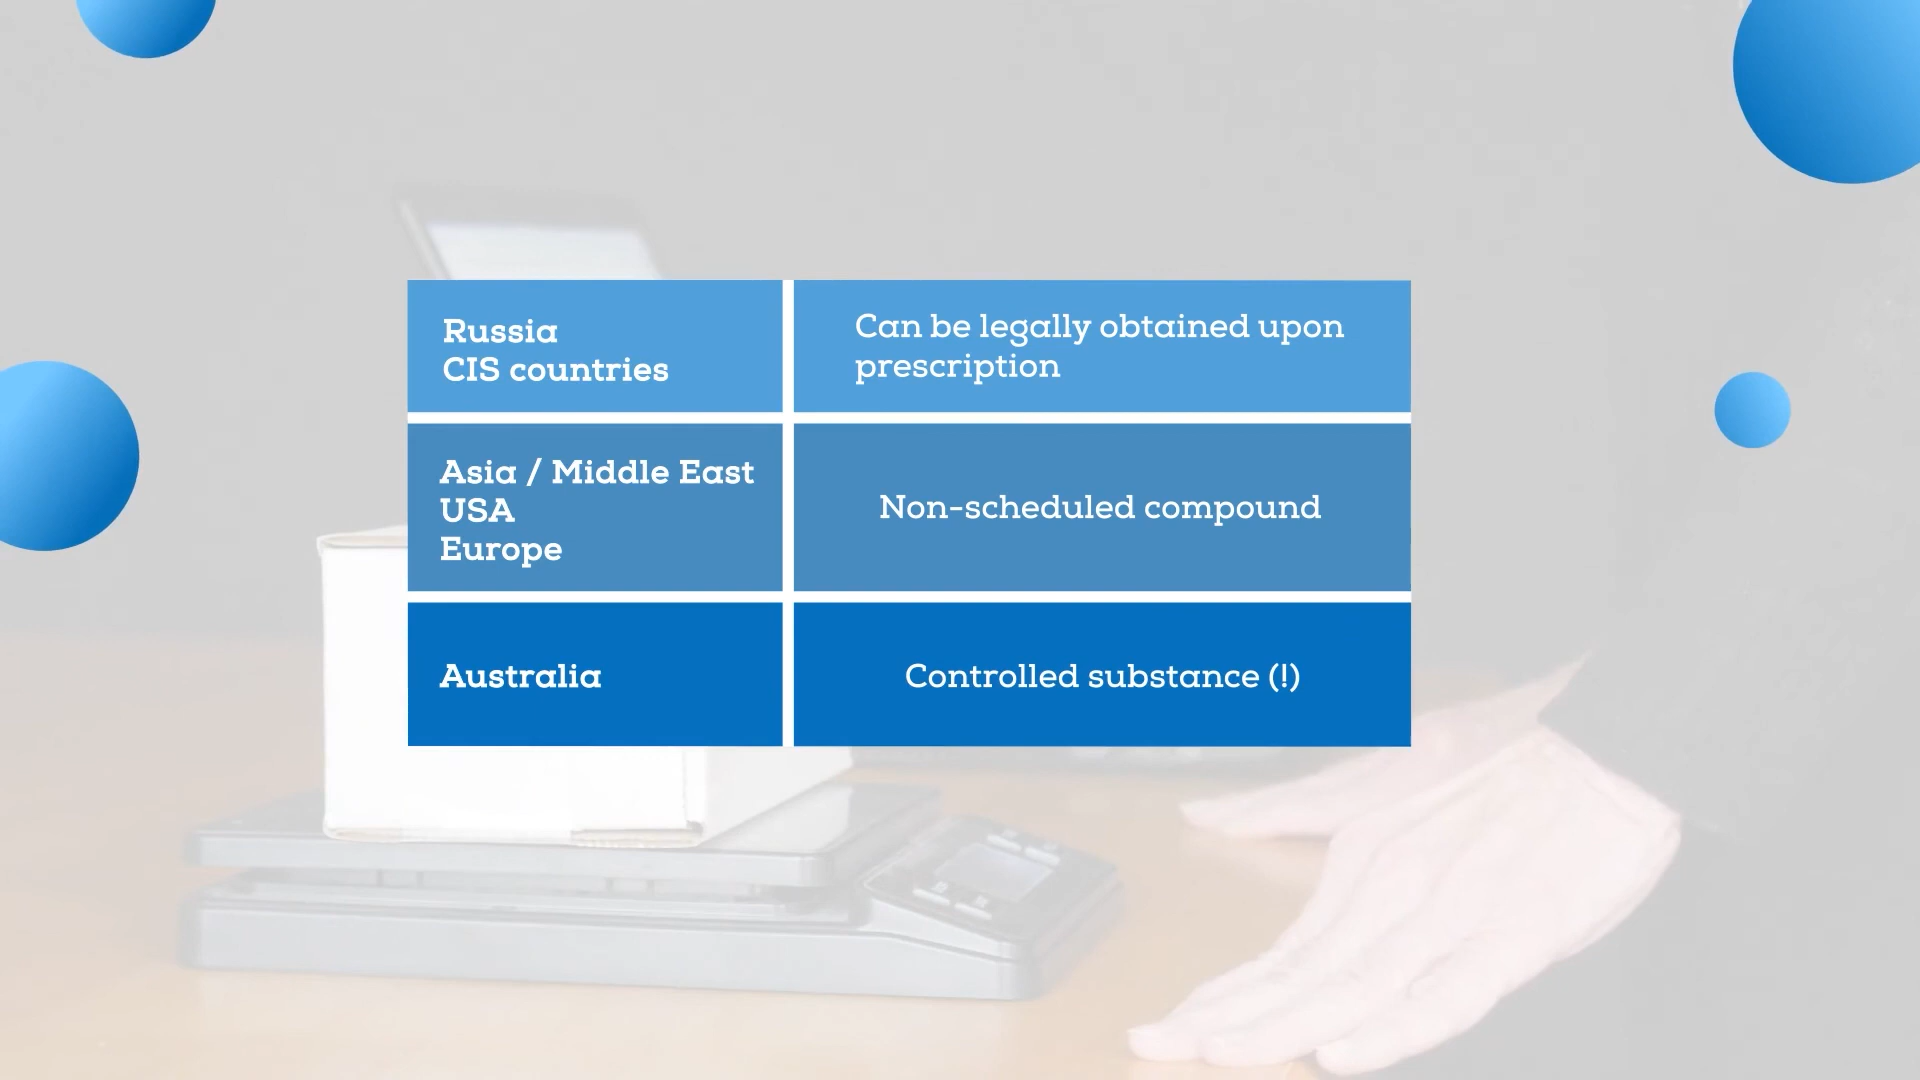 Russia
CIS countries
Can be legally obtained upon
prescription
Asia / Middle East
USA
Europe
Non-scheduled compound
Australia
Controlled substance (!)